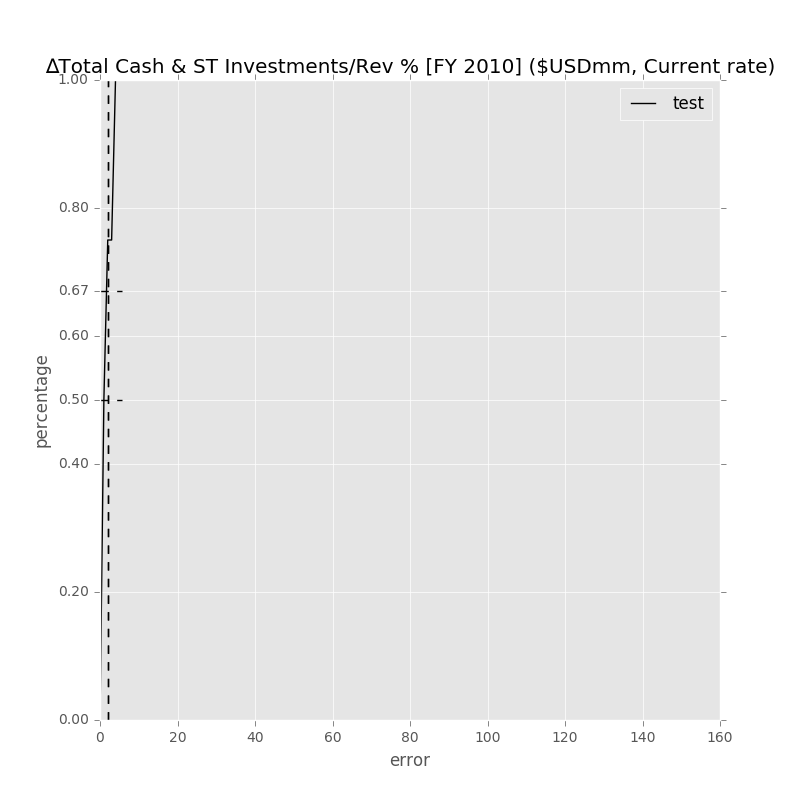 ΔTotal Cash & ST Investments/Rev % [FY 2010] ($USDmm, Current rate)
1.00
test
0.80
0.67
0.60
percentage
0.50
0.40
0.20
0.00
0 20 40 60 80 100 120 140 160
error